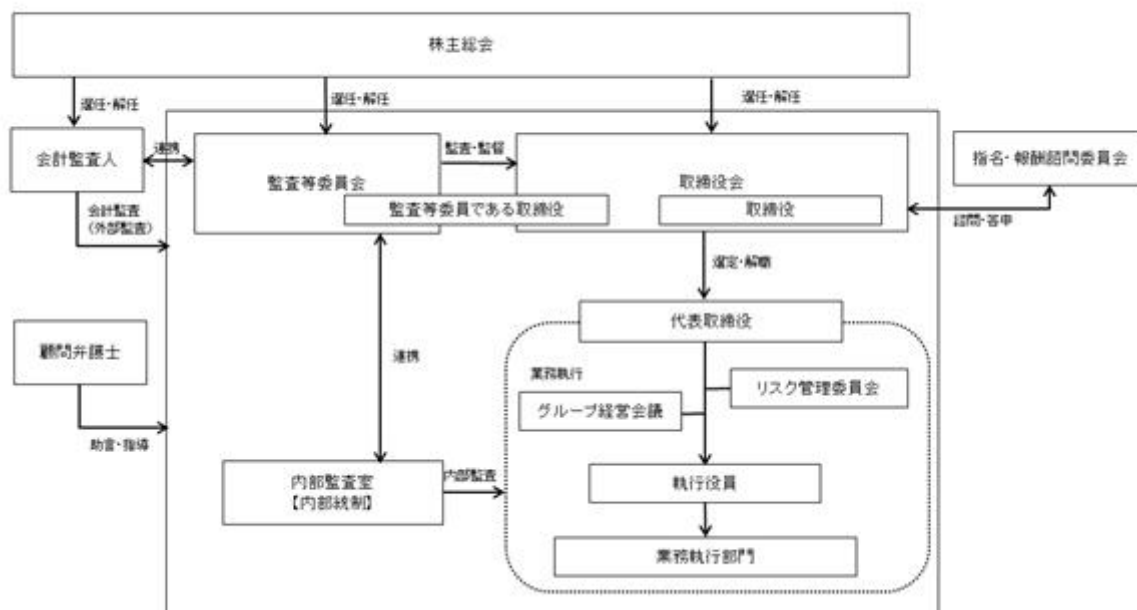 株主総会
選任・解任
選任・解任
選任・解任
会計監査人
連携
監査等委員会
監査・監督
取締役会
指名・報酬諮問委員会
監査等委員である取締役
取締役
会計監査
(外部監査)
諮問・答申
選定・解職
代表取締役
顧問弁護士
連携
業務執行
リスク管理委員会
グループ経営会議
助言・指導
内部監査室
【内部統制】
内部監査
執行役員
業務執行部門